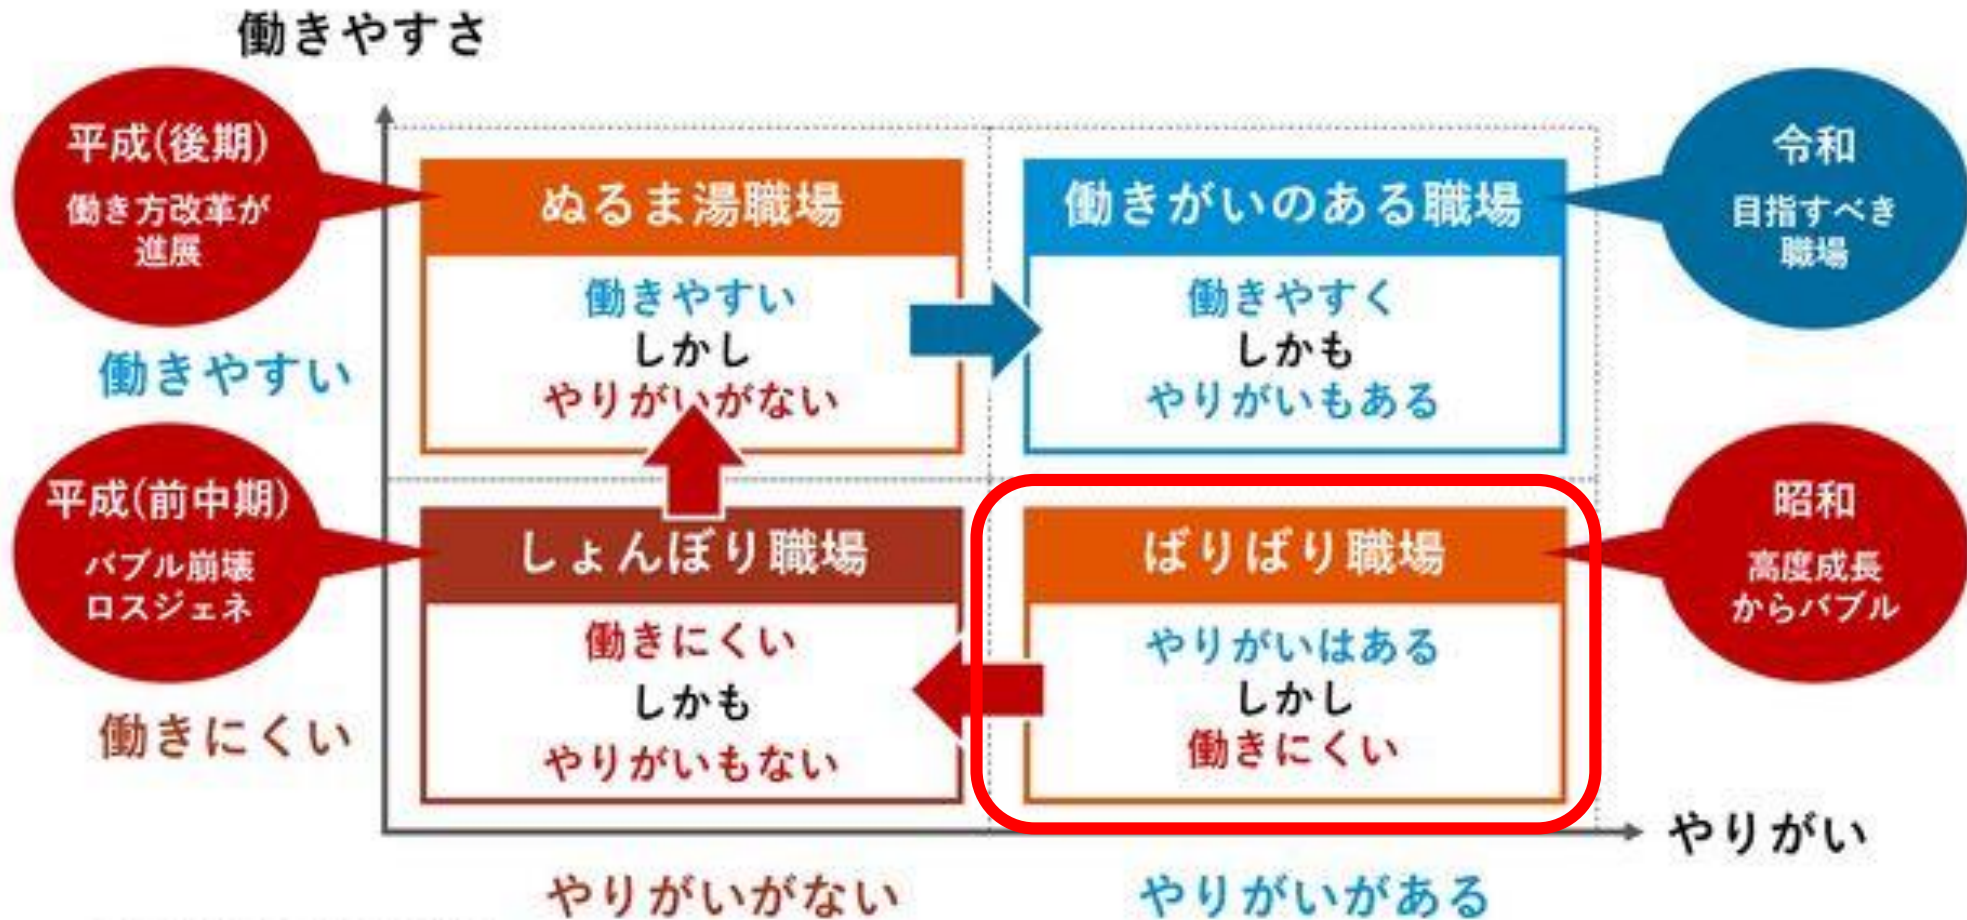 働きやすさ
平成(後期)
働き方改革が
進展
ぬるま湯職場
働きやすい
しかし
やりがいがない
働きがいのある職場
働きやすく
しかも
やりがいもある
令和
目指すべき
職場
働きやすい
平成(前中期)
バブル崩壊
ロスジェネ
しょんぼり職場
働きにくい
しかも
やりがいもない
ばりばり職場
やりがいはある
しかし
働きにくい
昭和
高度成長
からバブル
働きにくい
やりがい
やりがいがない
やりがいがある